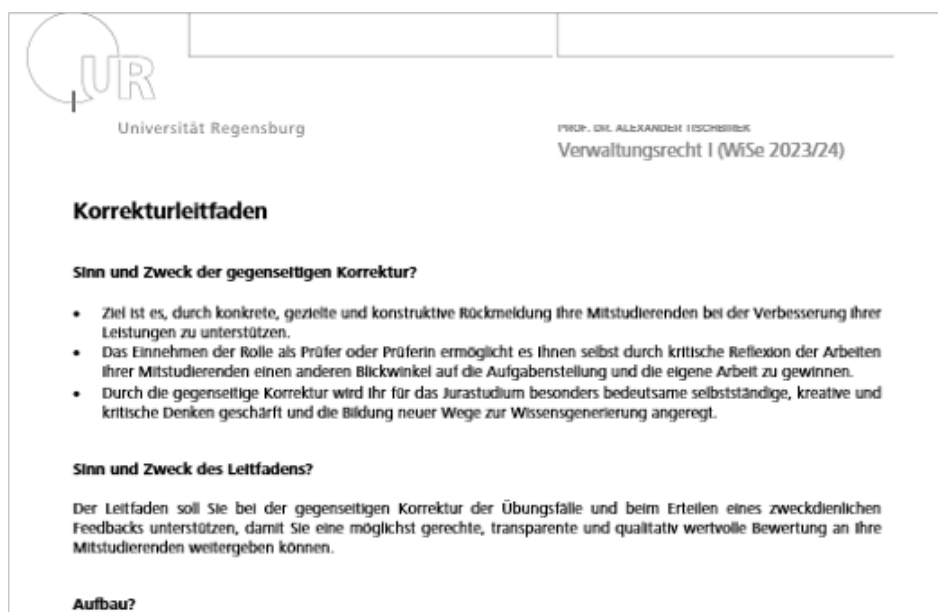 UR
Universität Regensburg
PROF. DR. ALEXANDER TISCHBIREK
Verwaltungsrecht I (WiSe 2023/24)
Korrekturleitfaden
Sinn und Zweck der gegenseitigen Korrektur?
• Ziel ist es, durch konkrete, gezielte und konstruktive Rückmeldung Ihre Mitstudierenden bei der Verbesserung ihrer
Leistungen zu unterstützen.
• Das Einnehmen der Rolle als Prüfer oder Prüferin ermöglicht es Ihnen selbst durch kritische Reflexion der Arbeiten
Ihrer Mitstudierenden einen anderen Blickwinkel auf die Aufgabenstellung und die eigene Arbeit zu gewinnen.
• Durch die gegenseitige Korrektur wird Ihr für das Jurastudium besonders bedeutsame selbstständige, kreative und
kritische Denken geschärft und die Bildung neuer Wege zur Wissensgenerierung angeregt.
Sinn und Zweck des Leitfadens?
Der Leitfaden soll Sie bei der gegenseitigen Korrektur der Übungsfälle und beim Erteilen eines zweckdienlichen
Feedbacks unterstützen, damit Sie eine möglichst gerechte, transparente und qualitativ wertvolle Bewertung an Ihre
Mitstudierenden weitergeben können.
Aufbau?